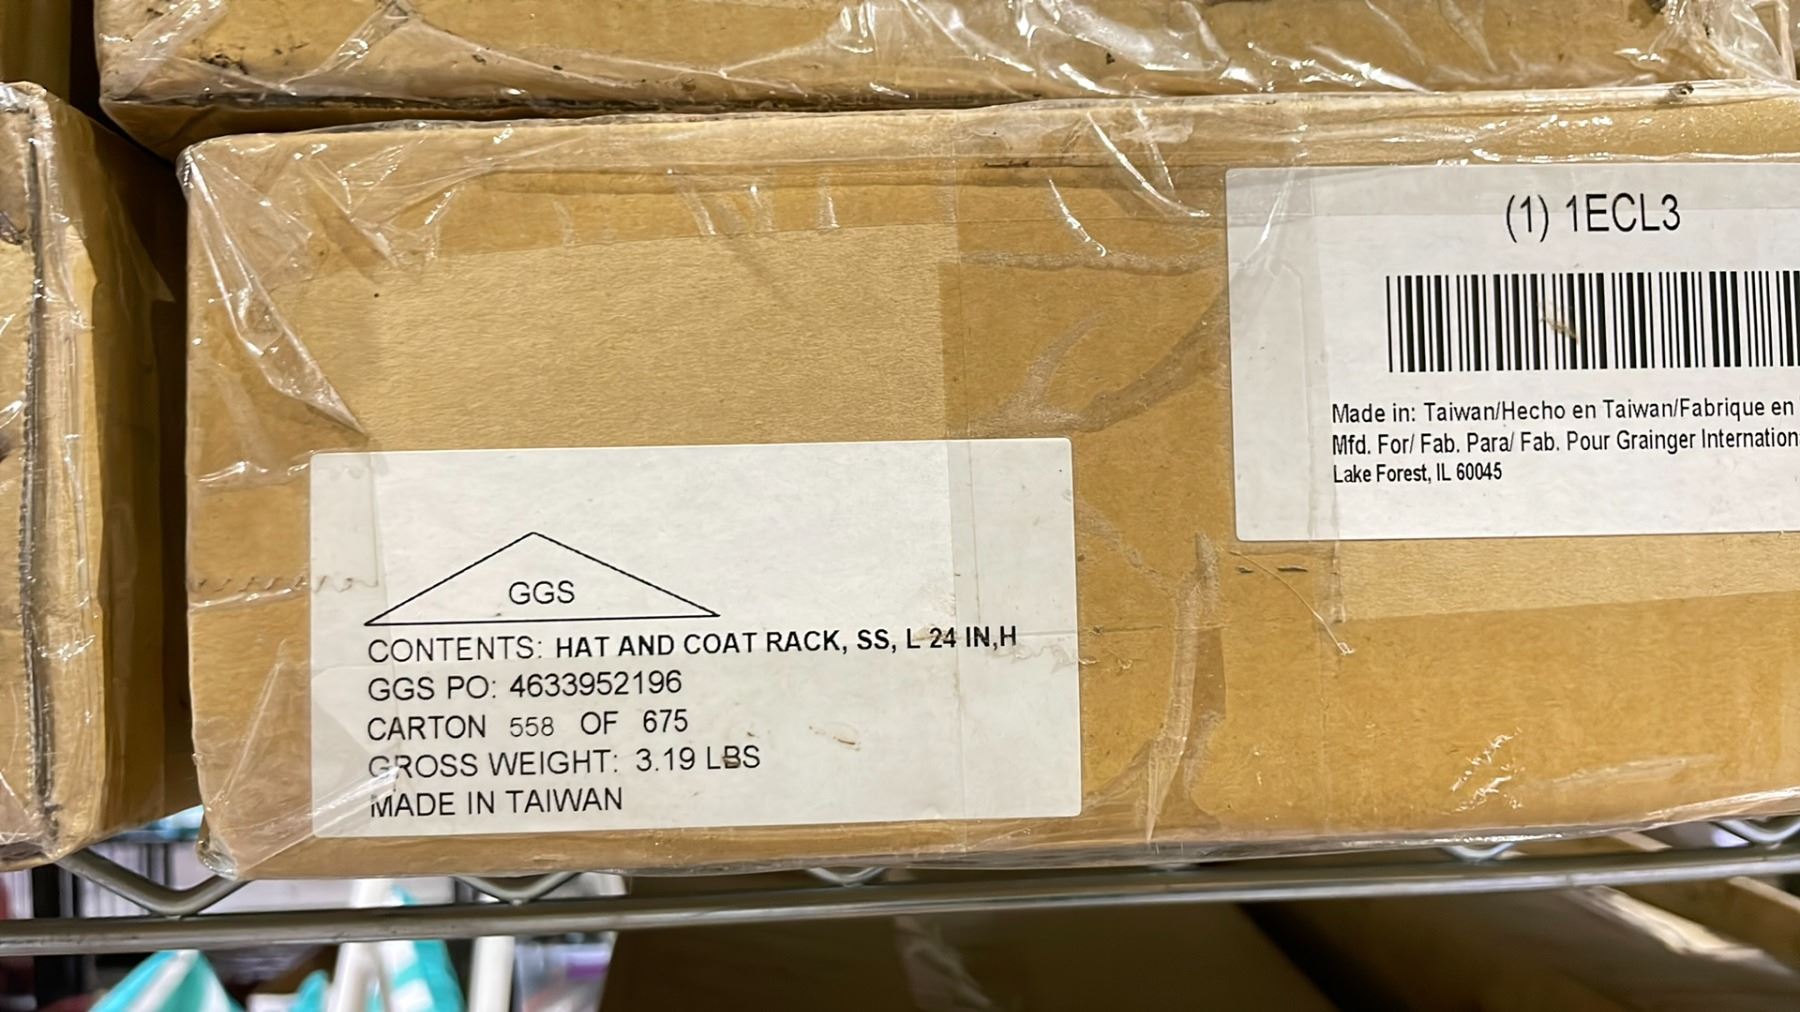 (1) 1ECL3
Made in: Taiwan/Hecho en Taiwan/Fabrique en
Mfd. For/ Fab. Para/ Fab. Pour Grainger Internation
Lake Forest, IL 60045
GGS
CONTENTS: HAT AND COAT RACK, SS, L 24 IN,H
GGS PO: 4633952196
CARTON 558 OF 675
GROSS WEIGHT: 3.19 LBS
MADE IN TAIWAN